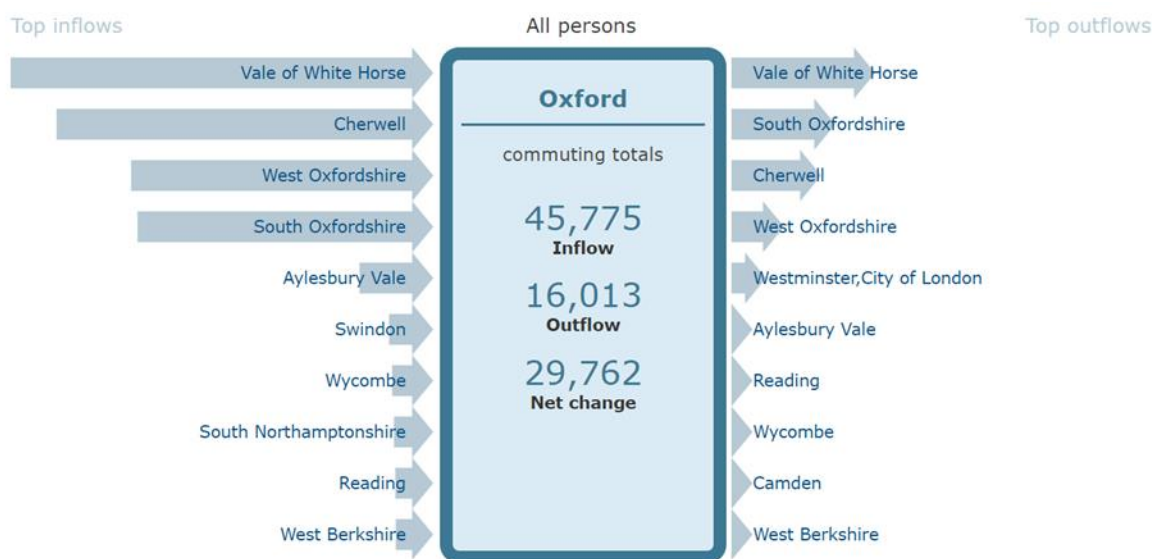 Top inflows
All persons
Top outflows
Vale of White Horse
Cherwell
West Oxfordshire
South Oxfordshire
Aylesbury Vale
Swindon
Wycombe
South Northamptonshire
Reading
West Berkshire
Oxford
commuting totals
45,775
Inflow
16,013
Outflow
29,762
Net change
Vale of White Horse
South Oxfordshire
Cherwell
West Oxfordshire
Westminster,City of London
Aylesbury Vale
Reading
Wycombe
Camden
West Berkshire